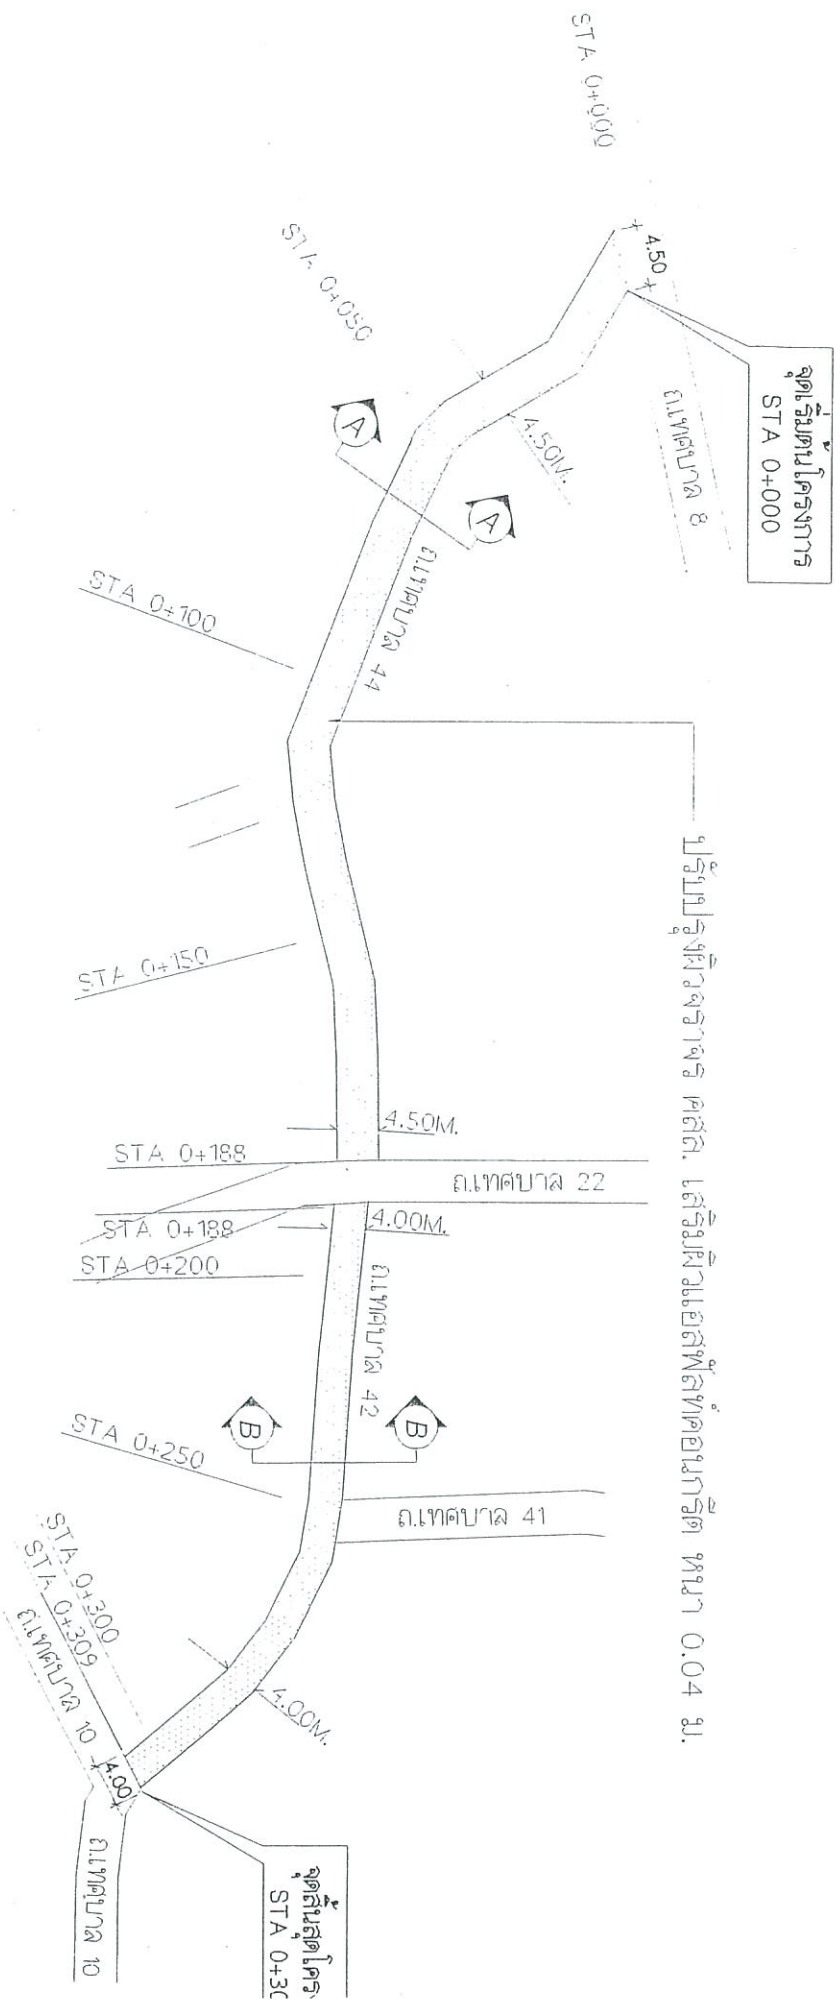 STA 0+000
4.50
จุดเริ่มต้นโครงการ
STA 0+000
ถ.เทศบาล 8
STA 0+050
4.50M.
A
A
ถ.เทศบาล 44
STA 0+100
ปรับปรุงผิวจราจร คสล. เสริมผิวแอสฟัลท์คอนกรีต หนา 0.04 ม.
STA 0+150
4.50M.
STA 0+188
ถ.เทศบาล 22
STA 0+188
4.00M.
STA 0+200
ถ.เทศบาล 42
B
B
STA 0+250
ถ.เทศบาล 41
STA 0+300
STA 0+309
ถ.เทศบาล 10
4.00M.
4.00
ถ.เทศบาล 10
จุดสิ้นสุดโคร
STA 0+30